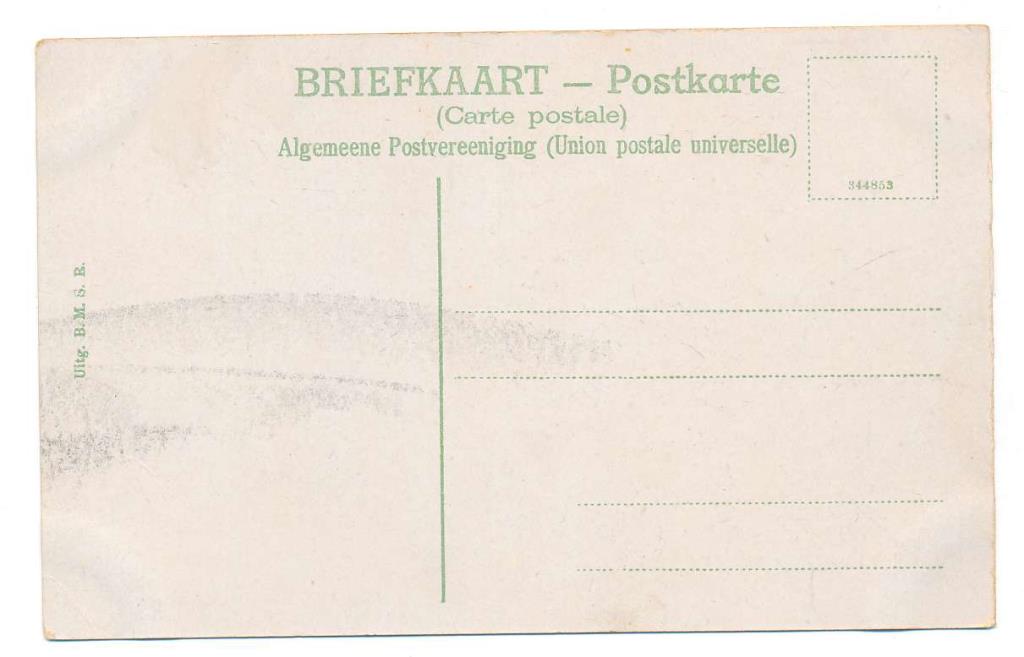 BRIEFKAART — Postkarte
(Carte postale)
Algemeene Postvereeniging (Union postale universelle)
344853
Uitg. B. M. S. R.